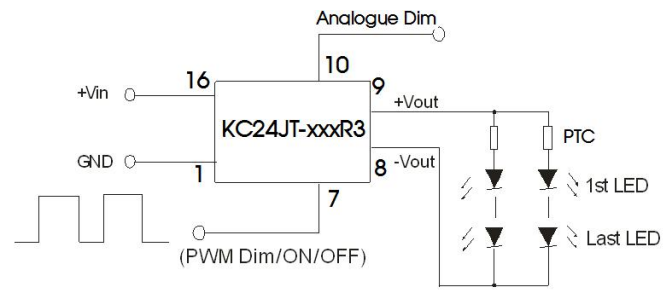 Analogue Dim
10
16
9
+Vin
+Vout
KC24JT-xxxR3
PTC
GND
1
8
-Vout
1st LED
7
Last LED
(PWM Dim/ON/OFF)